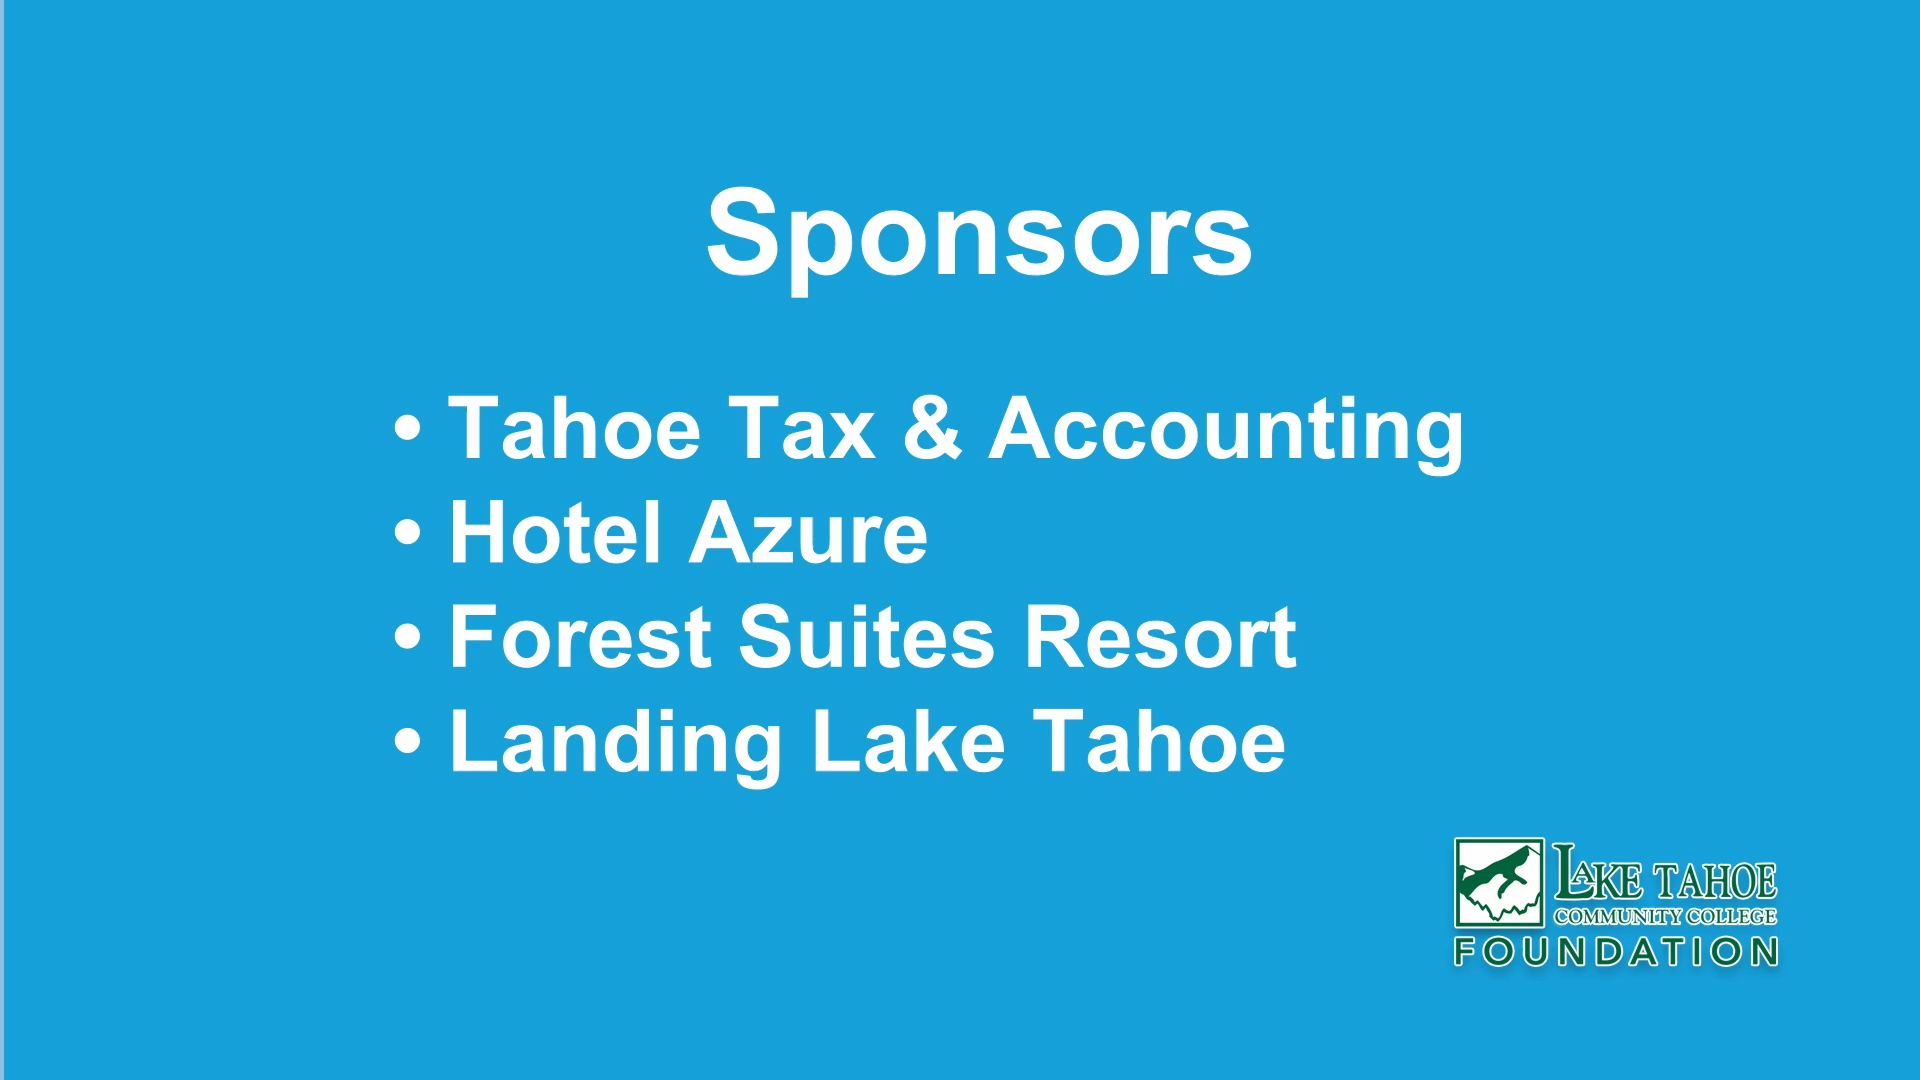 Sponsors
• Tahoe Tax & Accounting
• Hotel Azure
• Forest Suites Resort
• Landing Lake Tahoe
LAKE TAHOE
COMMUNITY COLLEGE
FOUNDATION